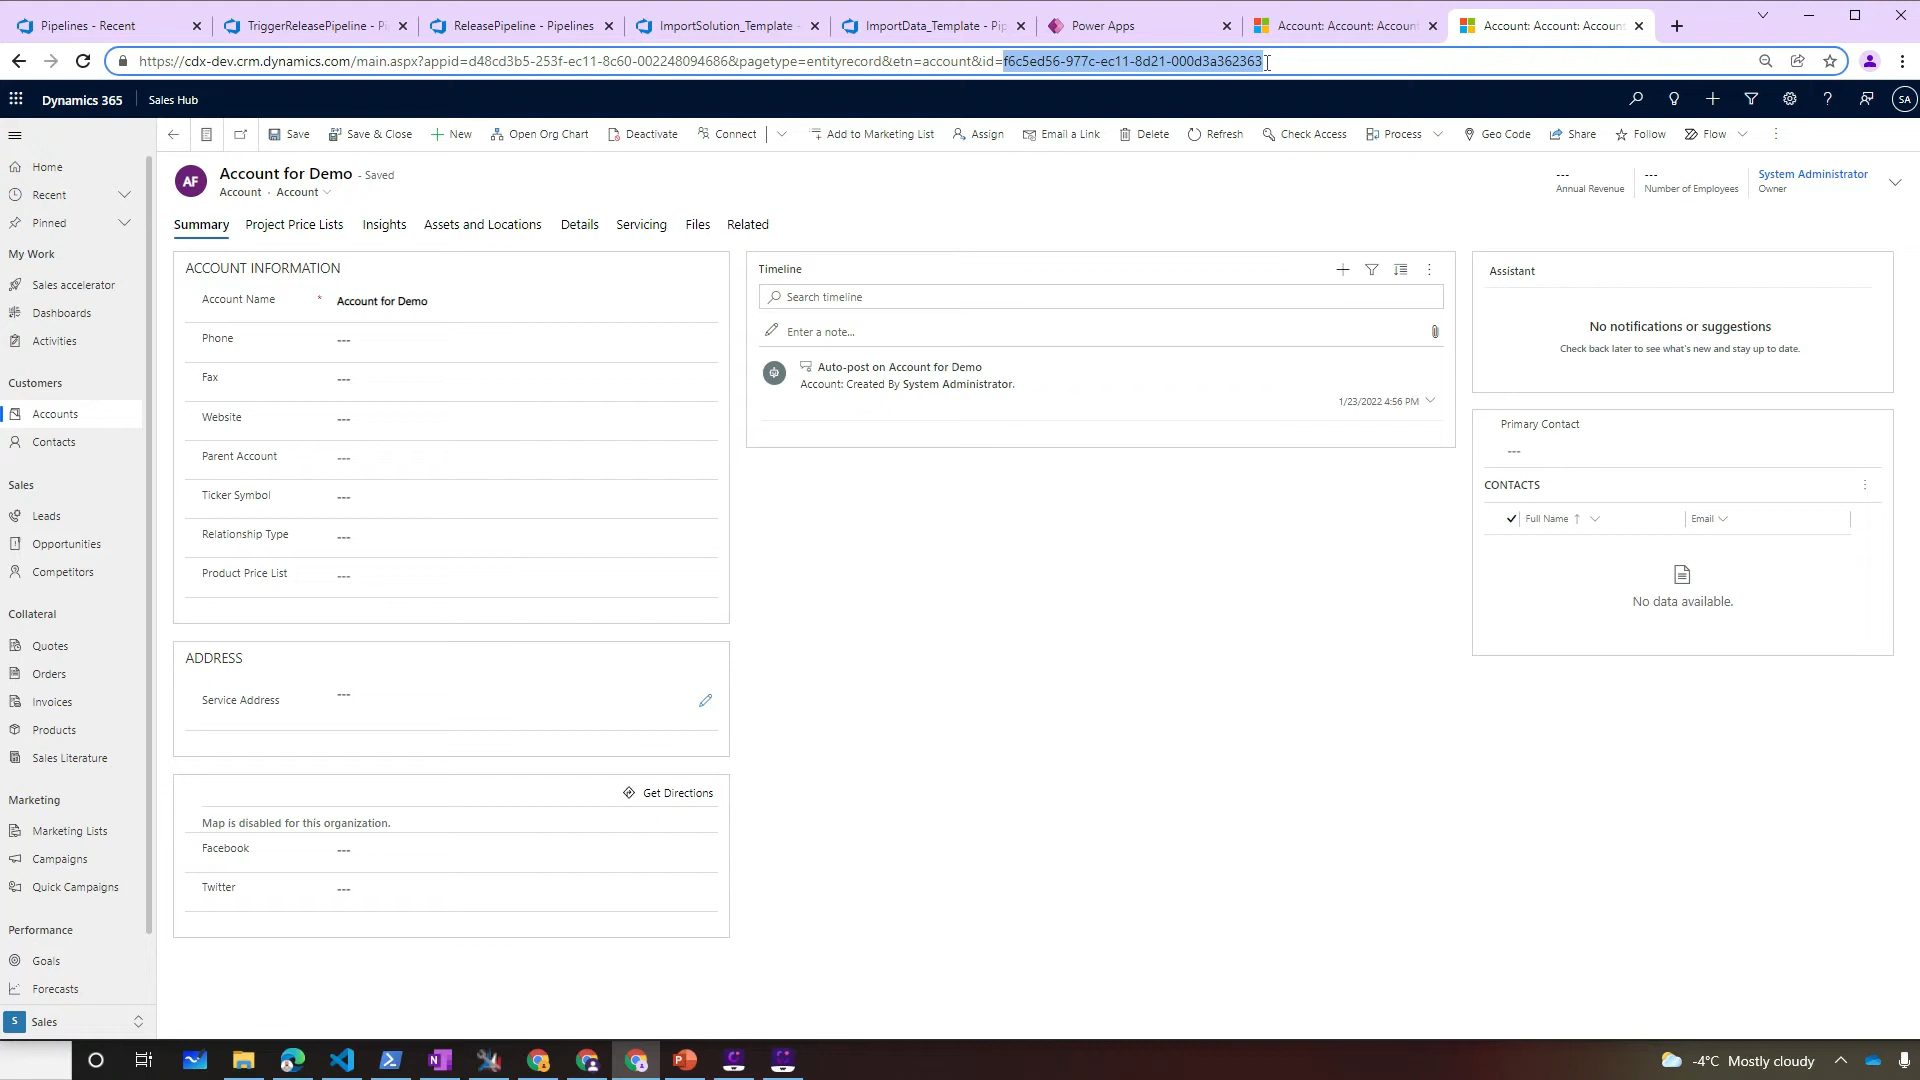 Pipelines - Recent
TriggerReleasePipeline - Pi
ReleasePipeline - Pipelines
ImportSolution_Template -
ImportData_Template - Pip
Power Apps
Account: Account: Account
Account: Account: Account
https://cdx-dev.crm.dynamics.com/main.aspx?appid=d48cd3b5-253f-ec11-8c60-002248094686&pagetype=entityrecord&etn=account&id=f6c5ed56-977c-ec11-8d21-000d3a362363
Dynamics 365
Sales Hub
SA
Save
Save & Close
New
Open Org Chart
Deactivate
Connect
Add to Marketing List
Assign
Email a Link
Delete
Refresh
Check Access
Process
Geo Code
Share
Follow
Flow
Home
Recent
Pinned
My Work
Sales accelerator
Dashboards
Activities
Customers
Accounts
Contacts
Sales
Leads
Opportunities
Competitors
Collateral
Quotes
Orders
Invoices
Products
Sales Literature
Marketing
Marketing Lists
Campaigns
Quick Campaigns
Performance
Goals
Forecasts
S Sales
AF
Account for Demo - Saved
Account · Account
---
Annual Revenue
---
Number of Employees
System Administrator
Owner
Summary
Project Price Lists
Insights
Assets and Locations
Details
Servicing
Files
Related
ACCOUNT INFORMATION
Account Name * Account for Demo
Phone ---
Fax ---
Website ---
Parent Account ---
Ticker Symbol ---
Relationship Type ---
Product Price List ---
ADDRESS
Service Address ---
Get Directions
Map is disabled for this organization.
Facebook ---
Twitter ---
Timeline
Search timeline
Enter a note...
Auto-post on Account for Demo
Account: Created By System Administrator.
1/23/2022 4:56 PM
Assistant
No notifications or suggestions
Check back later to see what's new and stay up to date.
Primary Contact
---
CONTACTS
Full Name
Email
No data available.
-4°C Mostly cloudy